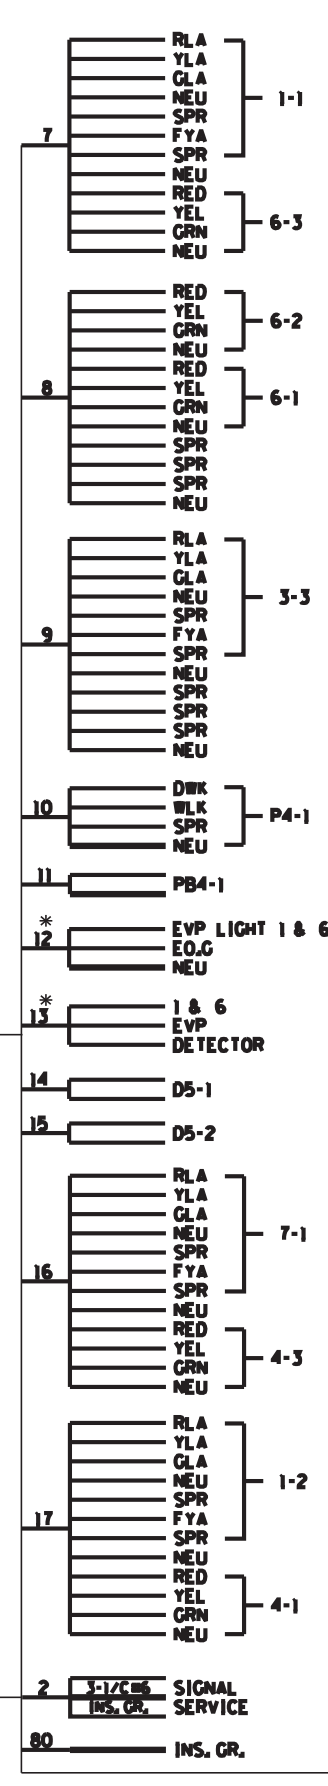 RLA
YLA
GLA
NEU 1-1
SPR
7 FYA
SPR
NEU
RED
YEL 6-3
GRN
NEU
RED
YEL 6-2
GRN
NEU
RED
8 YEL 6-1
GRN
NEU
SPR
SPR
SPR
NEU
RLA
YLA
GLA
NEU 3-3
SPR
9 FYA
SPR
NEU
SPR
SPR
SPR
NEU
DWK
10 WLK P4-1
SPR
NEU
11 PB4-1
* EVP LIGHT 1 & 6
12 EQ.G
NEU
* 1 & 6
13 EVP
DETECTOR
14 D5-1
15 D5-2
RLA
YLA
GLA
NEU 7-1
SPR
16 FYA
SPR
NEU
RED
YEL 4-3
GRN
NEU
RLA
YLA
GLA
NEU 1-2
SPR
17 FYA
SPR
NEU
RED
YEL 4-1
GRN
NEU
2 3-1/C#6 SIGNAL
INS. GR. SERVICE
80 INS. GR.